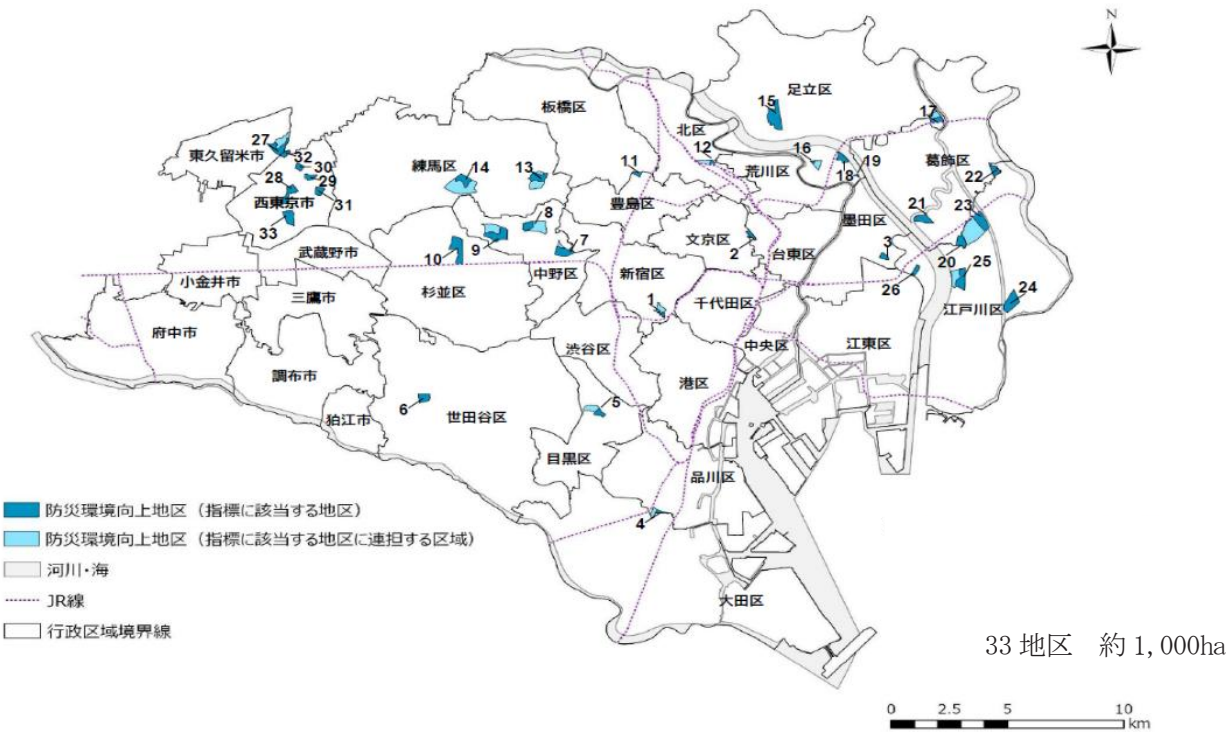 N
足立区
板橋区
15
17
北区
27
東久留米市
32
30
28
29
西東京市
31
33
練馬区
14
13
11
12
荒川区
16
19
18
葛飾区
22
豊島区
墨田区
21
23
文京区
2
台東区
3
8
9
7
10
武蔵野市
中野区
新宿区
20
25
26
小金井市
杉並区
三鷹市
1
千代田区
24
江戸川区
府中市
渋谷区
中央区
江東区
調布市
港区
狛江市
6
世田谷区
5
目黒区
品川区
4
大田区
防災環境向上地区（指標に該当する地区）
防災環境向上地区（指標に該当する地区に連担する区域）
河川・海
JR線
行政区域境界線
33 地区　約 1,000ha
0 2.5 5 10
km